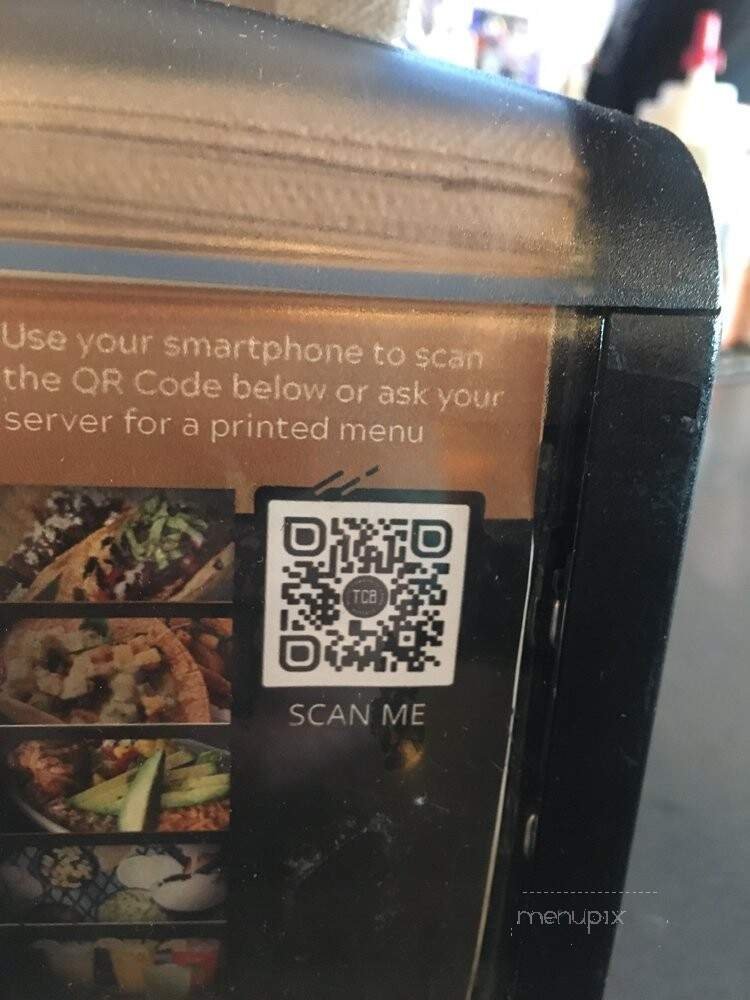 Use your smartphone to scan
the QR Code below or ask your
server for a printed menu
TCB
SCAN ME
menupix